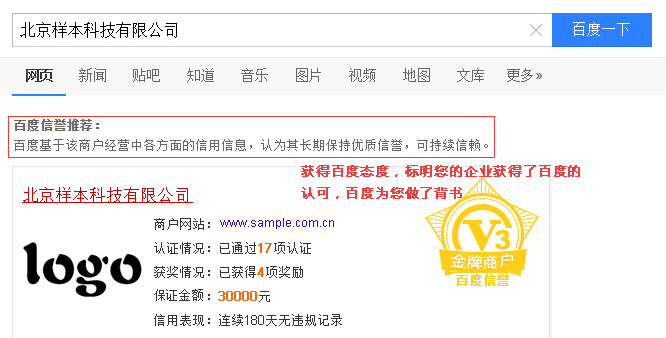 北京样本科技有限公司
百度一下
网页 新闻 贴吧 知道 音乐 图片 视频 地图 文库 更多»
百度信誉推荐：
百度基于该商户经营中各方面的信用信息，认为其长期保持优质信誉，可持续信赖。
获得百度态度，标明您的企业获得了百度的
认可，百度为您做了背书
北京样本科技有限公司
商户网站：www.sample.com.cn
认证情况：已通过17项认证
获奖情况：已获得4项奖励
保证金额：30000元
信用表现：连续180天无违规记录
logo
V3
金牌商户
百度信誉